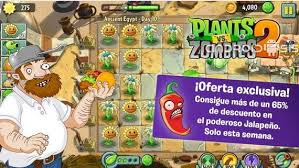 275
Ancient Egypt - Day 10
4,080
PLANTS
VS.
ZOMBIES
2
¡Oferta exclusiva!
Consigue más de un 65%
de descuento en
el poderoso Jalapeño.
Solo esta semana.